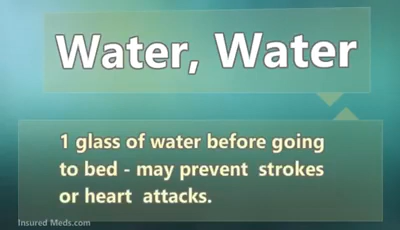 Water, Water
1 glass of water before going
to bed - may prevent strokes
or heart attacks.
Insured Meds.com